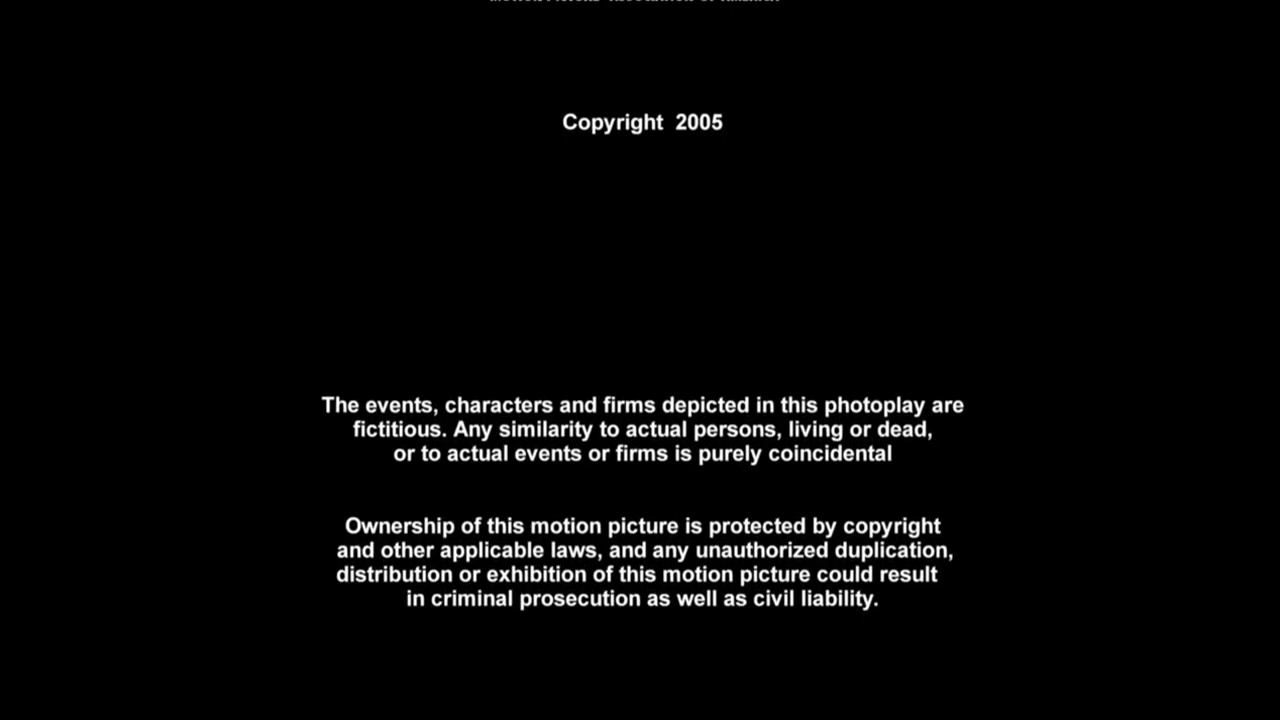 Copyright 2005
The events, characters and firms depicted in this photoplay are
fictitious. Any similarity to actual persons, living or dead,
or to actual events or firms is purely coincidental
Ownership of this motion picture is protected by copyright
and other applicable laws, and any unauthorized duplication,
distribution or exhibition of this motion picture could result
in criminal prosecution as well as civil liability.